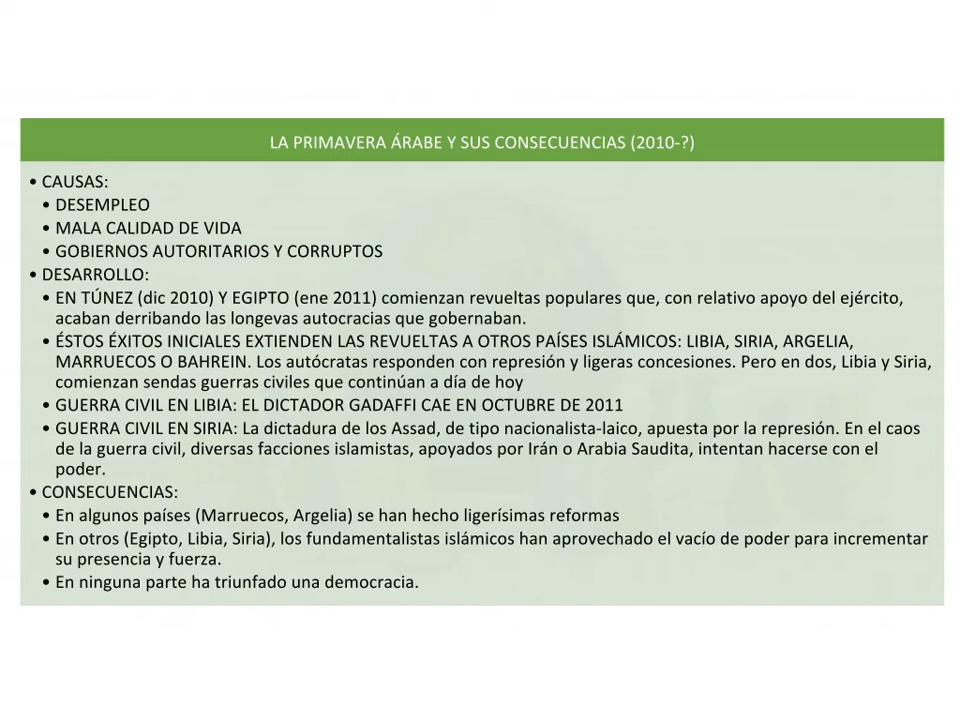 LA PRIMAVERA ÁRABE Y SUS CONSECUENCIAS (2010-?)
• CAUSAS:
• DESEMPLEO
• MALA CALIDAD DE VIDA
• GOBIERNOS AUTORITARIOS Y CORRUPTOS
• DESARROLLO:
• EN TÚNEZ (dic 2010) Y EGIPTO (ene 2011) comienzan revueltas populares que, con relativo apoyo del ejército,
acaban derribando las longevas autocracias que gobernaban.
• ÉSTOS ÉXITOS INICIALES EXTIENDEN LAS REVUELTAS A OTROS PAÍSES ISLÁMICOS: LIBIA, SIRIA, ARGELIA,
MARRUECOS O BAHREIN. Los autócratas responden con represión y ligeras concesiones. Pero en dos, Libia y Siria,
comienzan sendas guerras civiles que continúan a día de hoy
• GUERRA CIVIL EN LIBIA: EL DICTADOR GADAFFI CAE EN OCTUBRE DE 2011
• GUERRA CIVIL EN SIRIA: La dictadura de los Assad, de tipo nacionalista-laico, apuesta por la represión. En el caos
de la guerra civil, diversas facciones islamistas, apoyados por Irán o Arabia Saudita, intentan hacerse con el
poder.
• CONSECUENCIAS:
• En algunos países (Marruecos, Argelia) se han hecho ligerísimas reformas
• En otros (Egipto, Libia, Siria), los fundamentalistas islámicos han aprovechado el vacío de poder para incrementar
su presencia y fuerza.
• En ninguna parte ha triunfado una democracia.